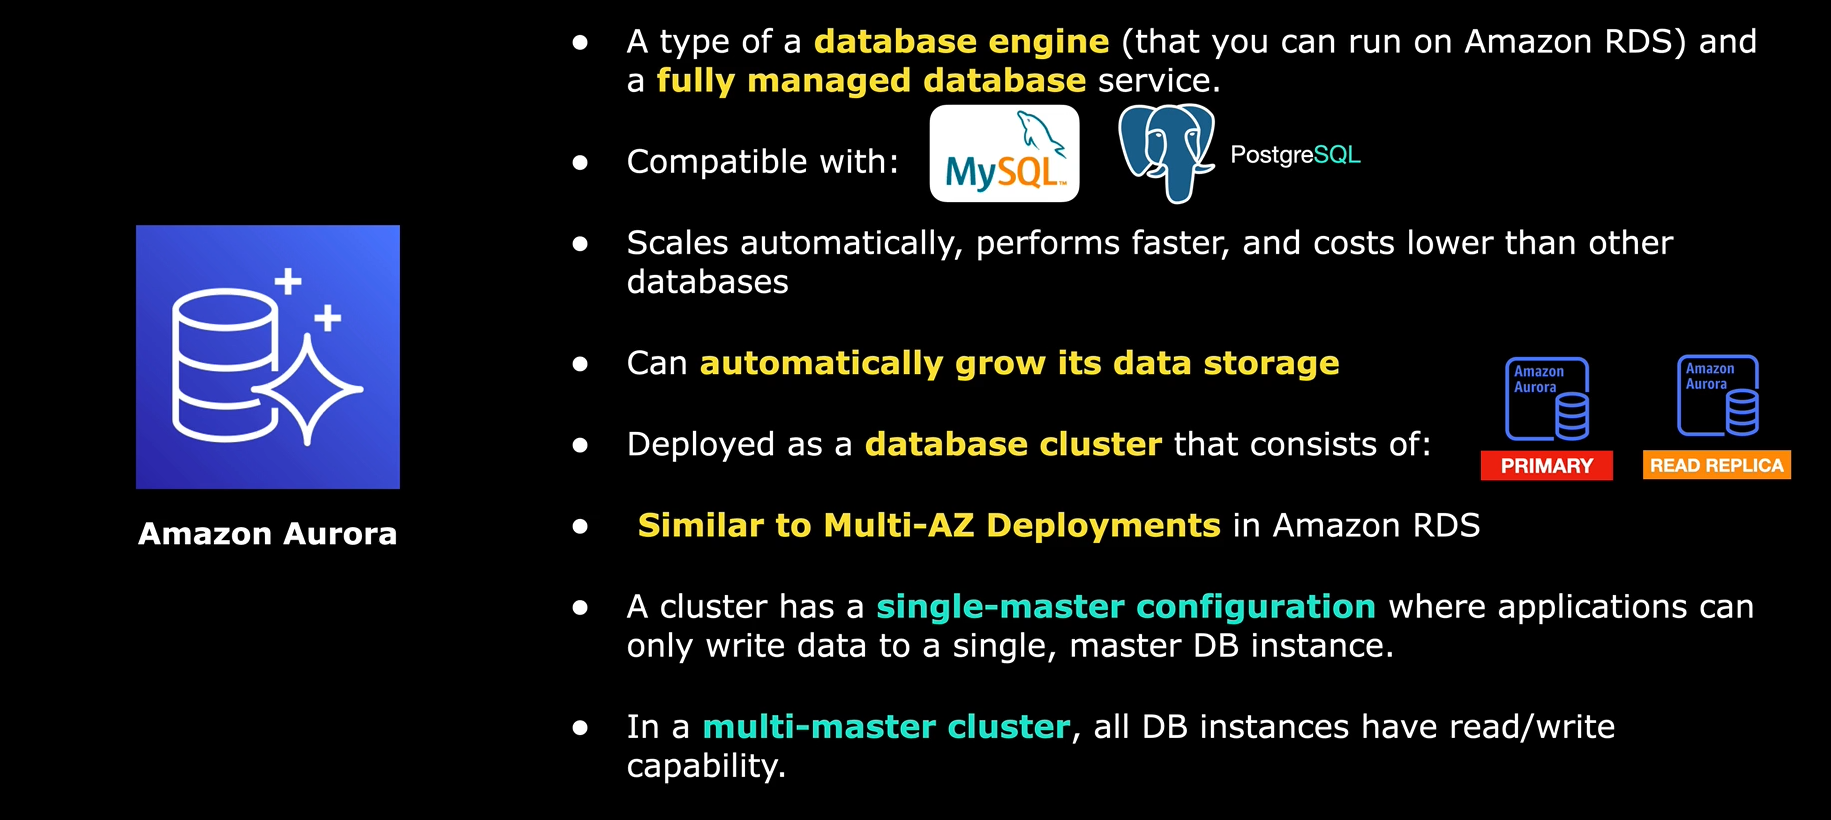 ● A type of a database engine (that you can run on Amazon RDS) and
a fully managed database service.
● Compatible with: MySQL™ PostgreSQL
● Scales automatically, performs faster, and costs lower than other
databases
● Can automatically grow its data storage
Amazon Aurora
Amazon Aurora
● Deployed as a database cluster that consists of:
PRIMARY
READ REPLICA
● Similar to Multi-AZ Deployments in Amazon RDS
Amazon Aurora
● A cluster has a single-master configuration where applications can
only write data to a single, master DB instance.
● In a multi-master cluster, all DB instances have read/write
capability.